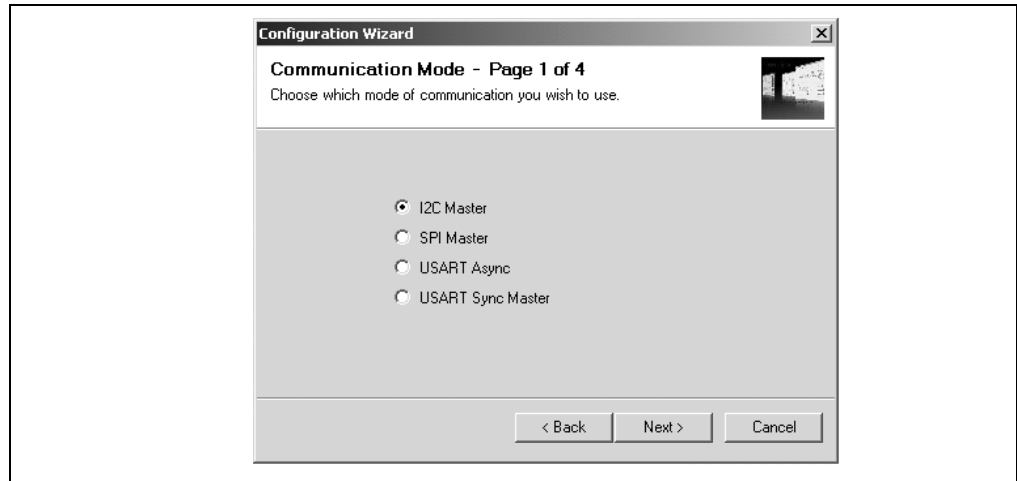 Configuration Wizard
Communication Mode - Page 1 of 4
Choose which mode of communication you wish to use.
I2C Master
SPI Master
USART Async
USART Sync Master
< Back
Next >
Cancel